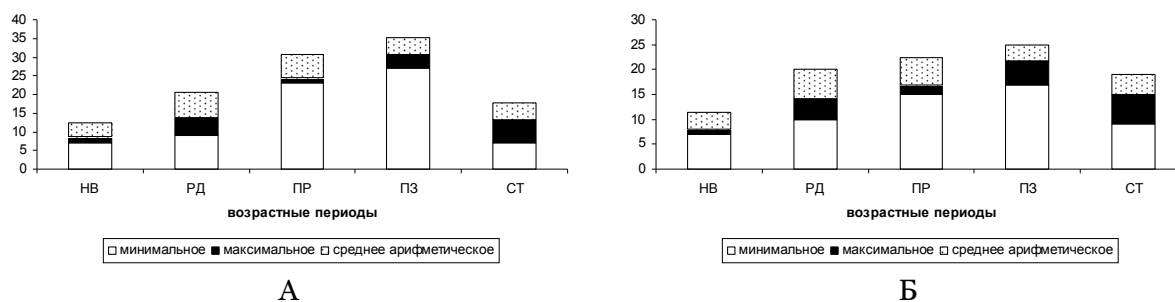 40
35
30
25
20
15
10
5
0
НВ РД ПР ПЗ СТ
возрастные периоды
минимальное максимальное среднее арифметическое
А
30
25
20
15
10
5
0
НВ РД ПР ПЗ СТ
возрастные периоды
минимальное максимальное среднее арифметическое
Б